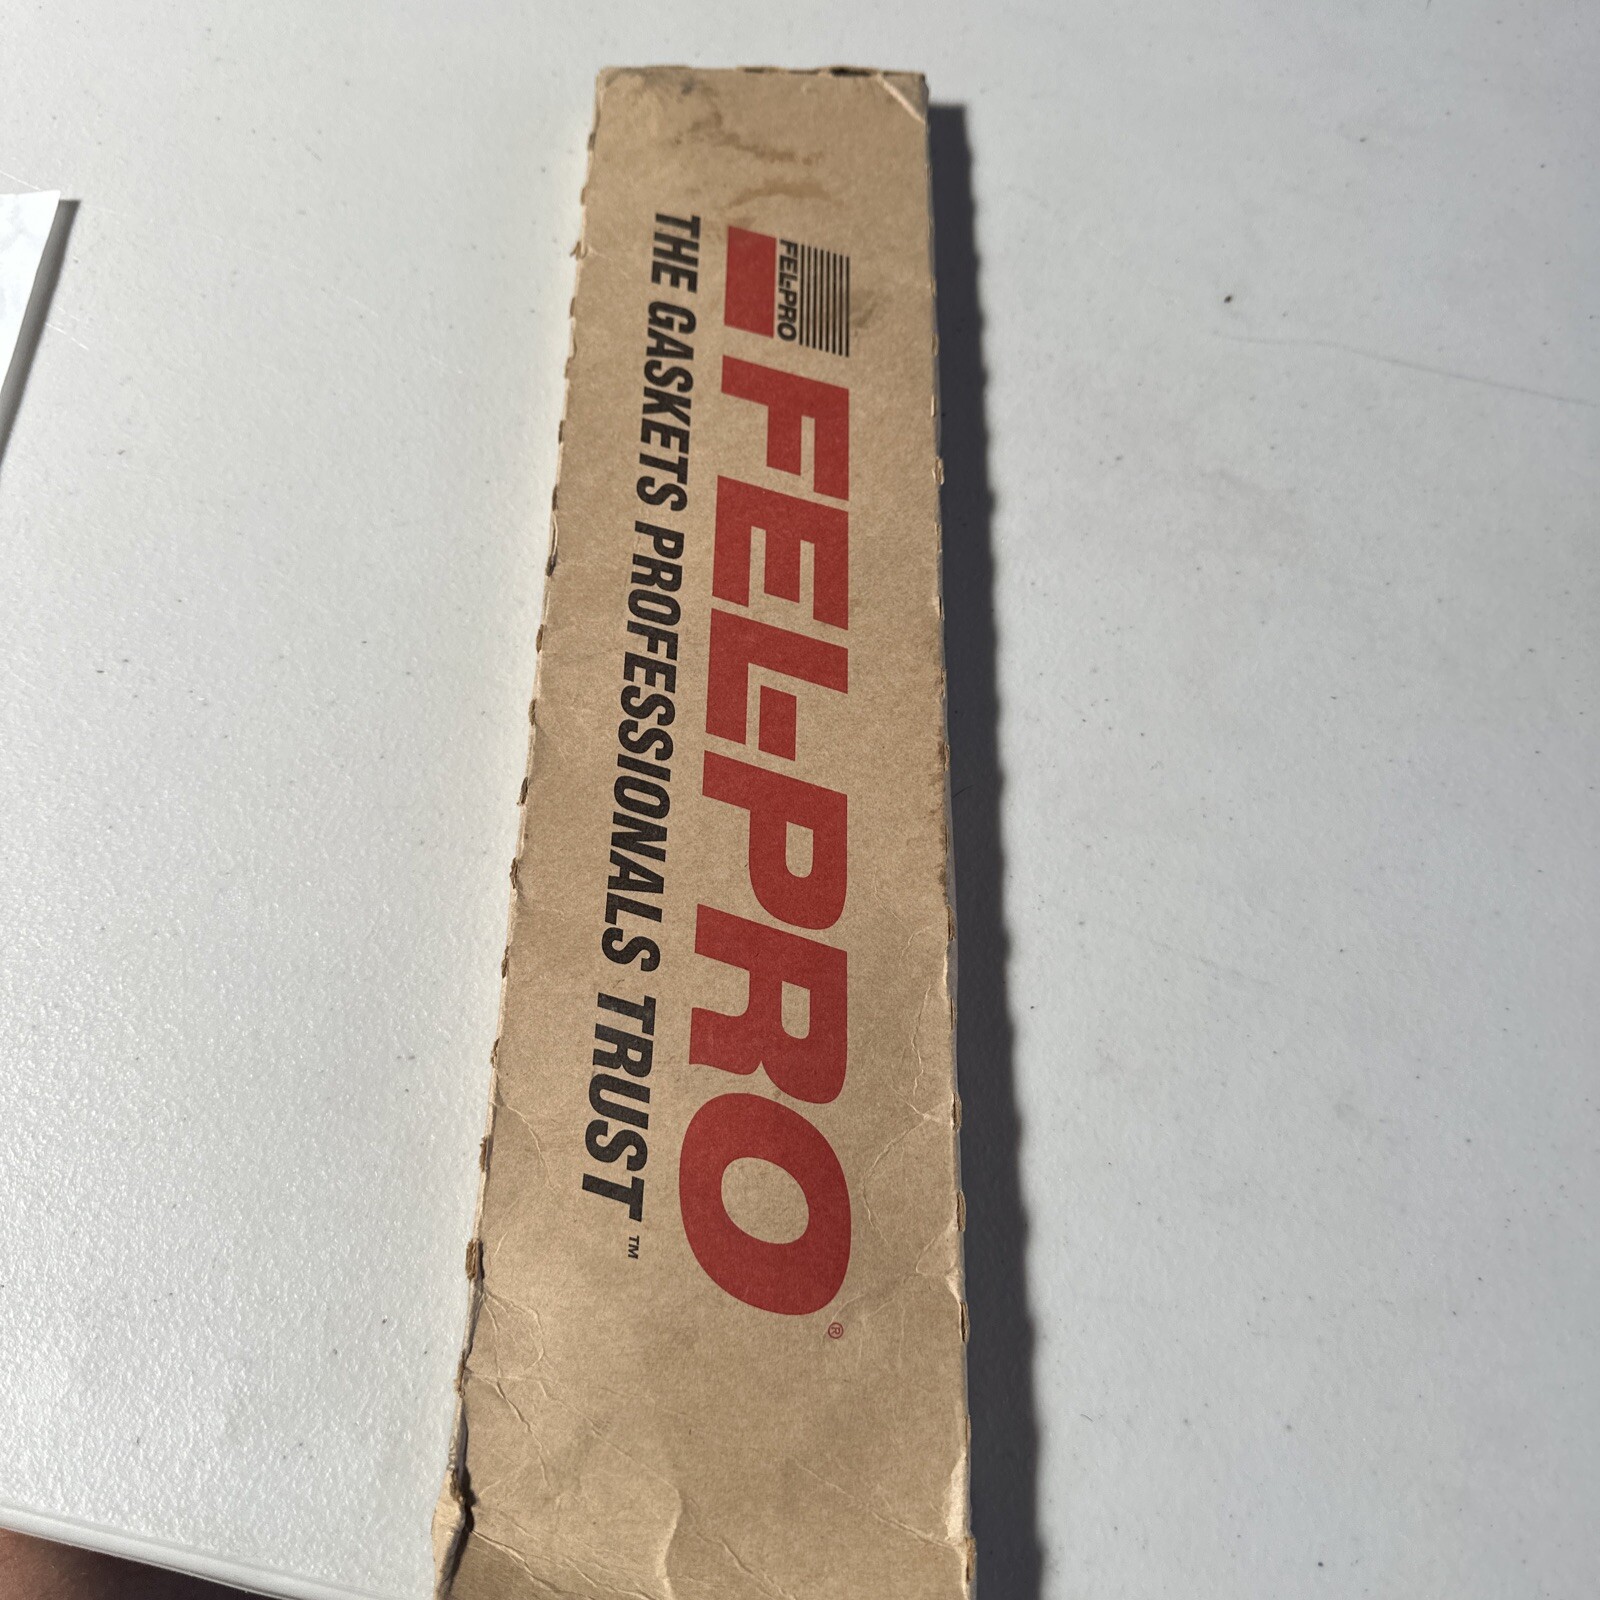 FEL-PRO
FEL-PRO®
THE GASKETS PROFESSIONALS TRUST™